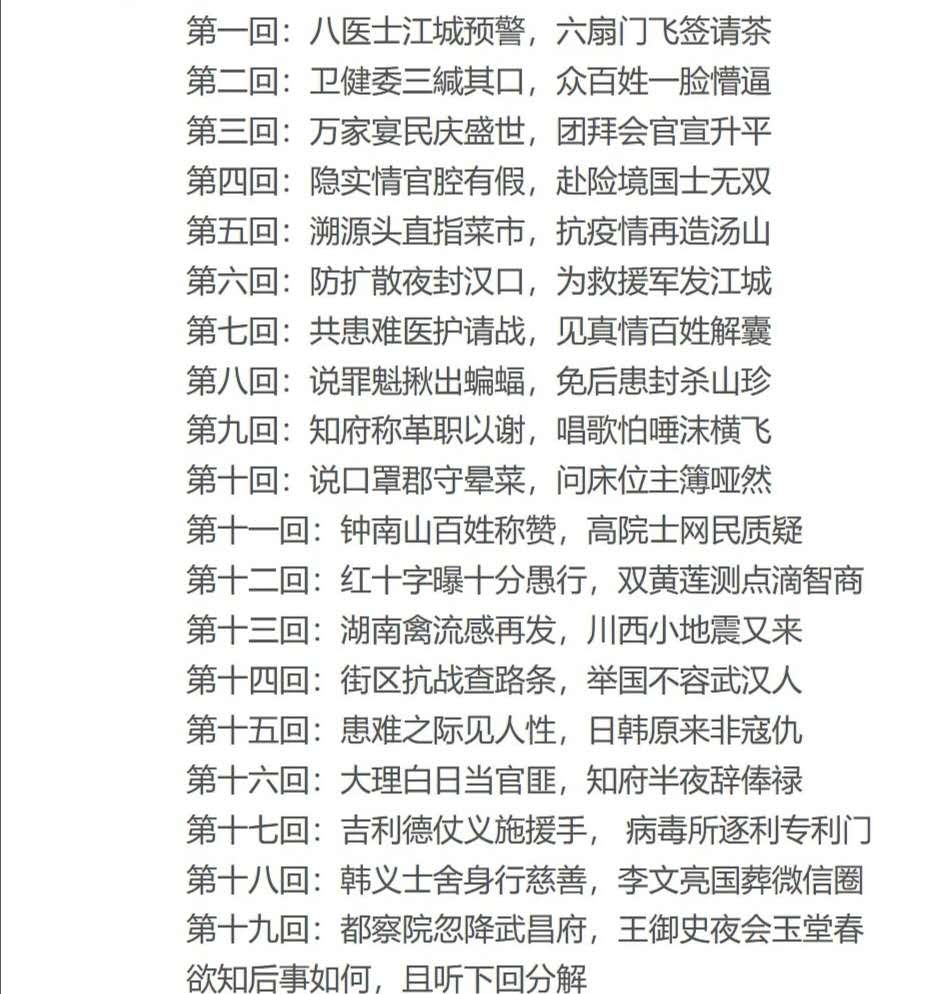 第一回：八医士江城预警，六扇门飞签请茶
第二回：卫健委三缄其口，众百姓一脸懵逼
第三回：万家宴民庆盛世，团拜会官宣升平
第四回：隐实情官腔有假，赴险境国士无双
第五回：溯源头直指菜市，抗疫情再造汤山
第六回：防扩散夜封汉口，为救援军发江城
第七回：共患难医护请战，见真情百姓解囊
第八回：说罪魁揪出蝙蝠，免后患封杀山珍
第九回：知府称革职以谢，唱歌怕唾沫横飞
第十回：说口罩郡守晕菜，问床位主簿哑然
第十一回：钟南山百姓称赞，高院士网民质疑
第十二回：红十字曝十分愚行，双黄莲测点滴智商
第十三回：湖南禽流感再发，川西小地震又来
第十四回：街区抗战查路条，举国不容武汉人
第十五回：患难之际见人性，日韩原来非寇仇
第十六回：大理白日当官匪，知府半夜辞俸禄
第十七回：吉利德仗义施援手， 病毒所逐利专利门
第十八回：韩义士舍身行慈善，李文亮国葬微信圈
第十九回：都察院忽降武昌府，王御史夜会玉堂春
欲知后事如何，且听下回分解